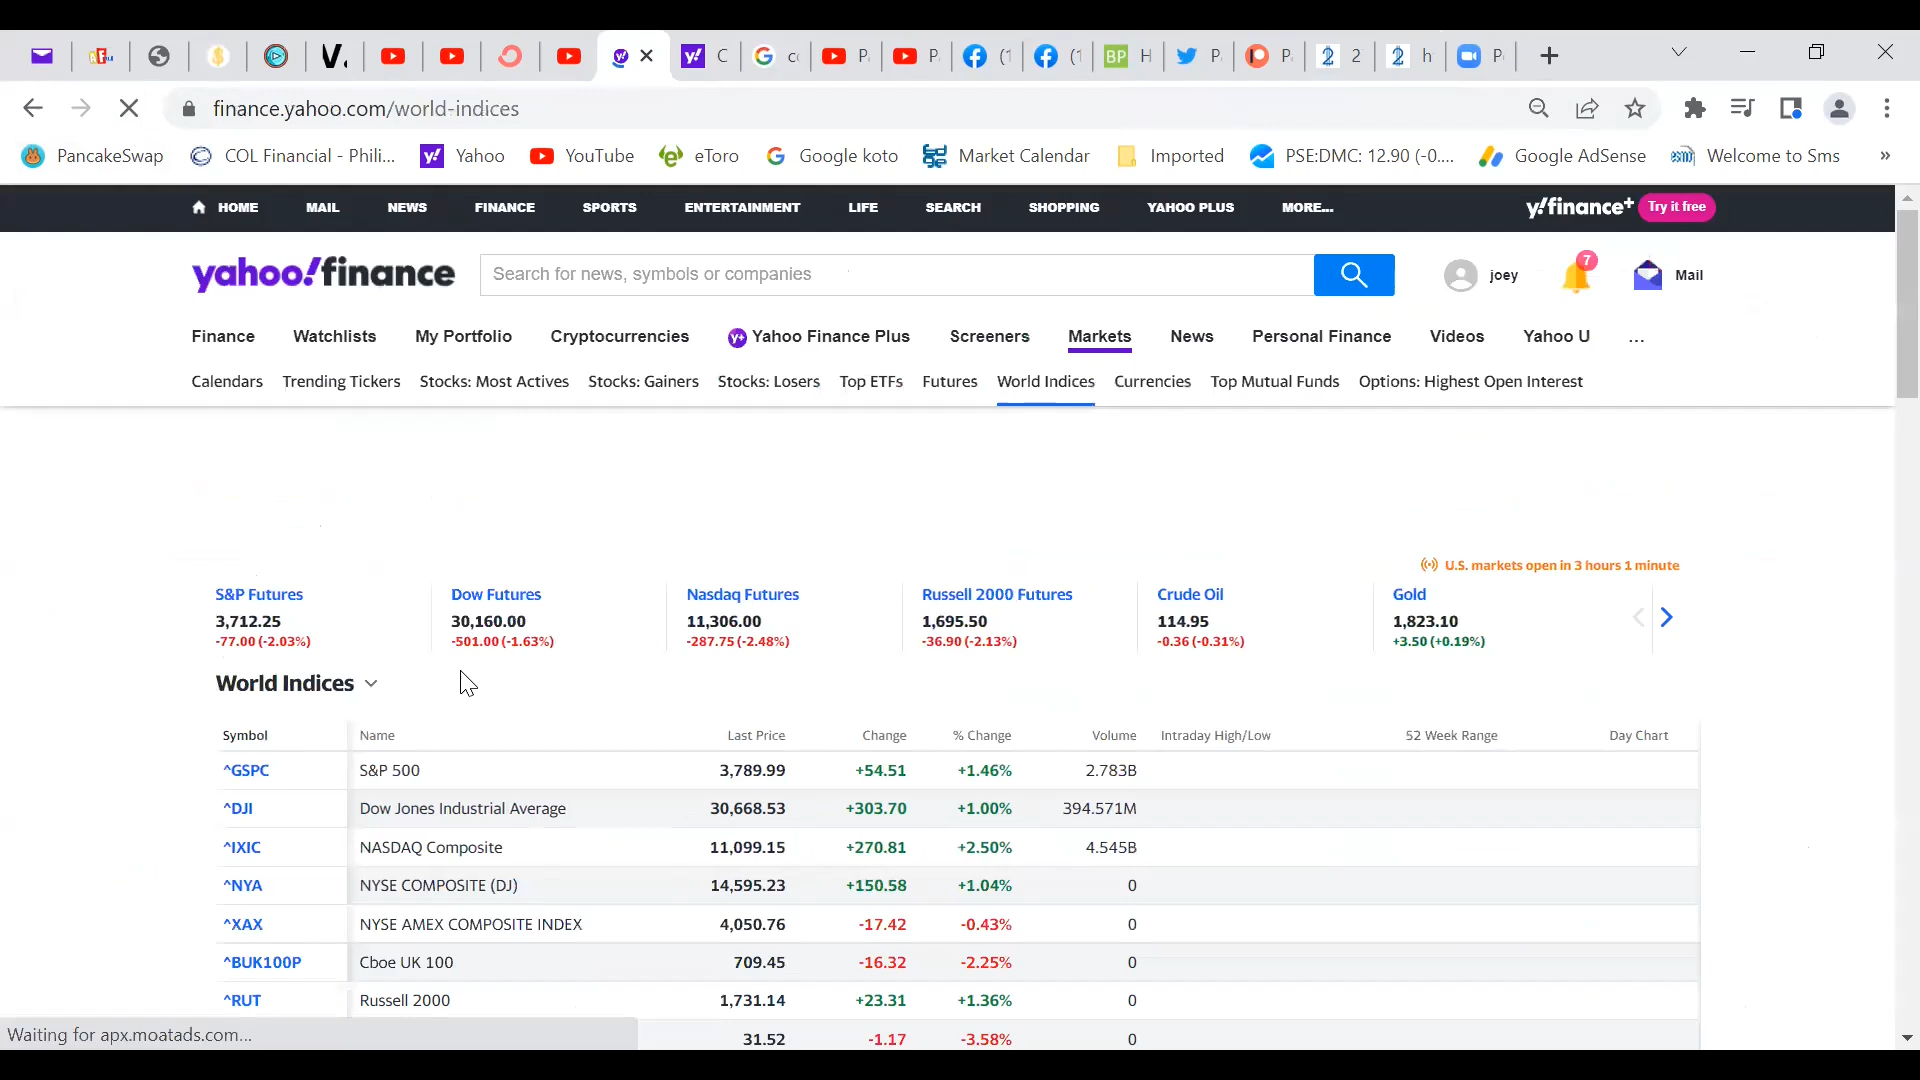 C
cc
P.
P.
(1
(1
H
P.
P.
2
h
P
finance.yahoo.com/world-indices
PancakeSwap COL Financial - Phili... Yahoo YouTube eToro Google koto Market Calendar Imported PSE:DMC: 12.90 (-0.... Google AdSense Welcome to Sms »
HOME MAIL NEWS FINANCE SPORTS ENTERTAINMENT LIFE SEARCH SHOPPING YAHOO PLUS MORE... y!finance+ Try it free
yahoo!finance Search for news, symbols or companies joey 7 Mail
Finance Watchlists My Portfolio Cryptocurrencies Y+ Yahoo Finance Plus Screeners Markets News Personal Finance Videos Yahoo U ...
Calendars Trending Tickers Stocks: Most Actives Stocks: Gainers Stocks: Losers Top ETFs Futures World Indices Currencies Top Mutual Funds Options: Highest Open Interest
U.S. markets open in 3 hours 1 minute
S&P Futures Dow Futures Nasdaq Futures Russell 2000 Futures Crude Oil Gold
3,712.25 30,160.00 11,306.00 1,695.50 114.95 1,823.10
-77.00 (-2.03%) -501.00 (-1.63%) -287.75 (-2.48%) -36.90 (-2.13%) -0.36 (-0.31%) +3.50 (+0.19%)
World Indices
Symbol Name Last Price Change % Change Volume Intraday High/Low 52 Week Range Day Chart
^GSPC S&P 500 3,789.99 +54.51 +1.46% 2.783B
^DJI Dow Jones Industrial Average 30,668.53 +303.70 +1.00% 394.571M
^IXIC NASDAQ Composite 11,099.15 +270.81 +2.50% 4.545B
^NYA NYSE COMPOSITE (DJ) 14,595.23 +150.58 +1.04% 0
^XAX NYSE AMEX COMPOSITE INDEX 4,050.76 -17.42 -0.43% 0
^BUK100P Cboe UK 100 709.45 -16.32 -2.25% 0
^RUT Russell 2000 1,731.14 +23.31 +1.36% 0
31.52 -1.17 -3.58% 0
Waiting for apx.moatads.com...